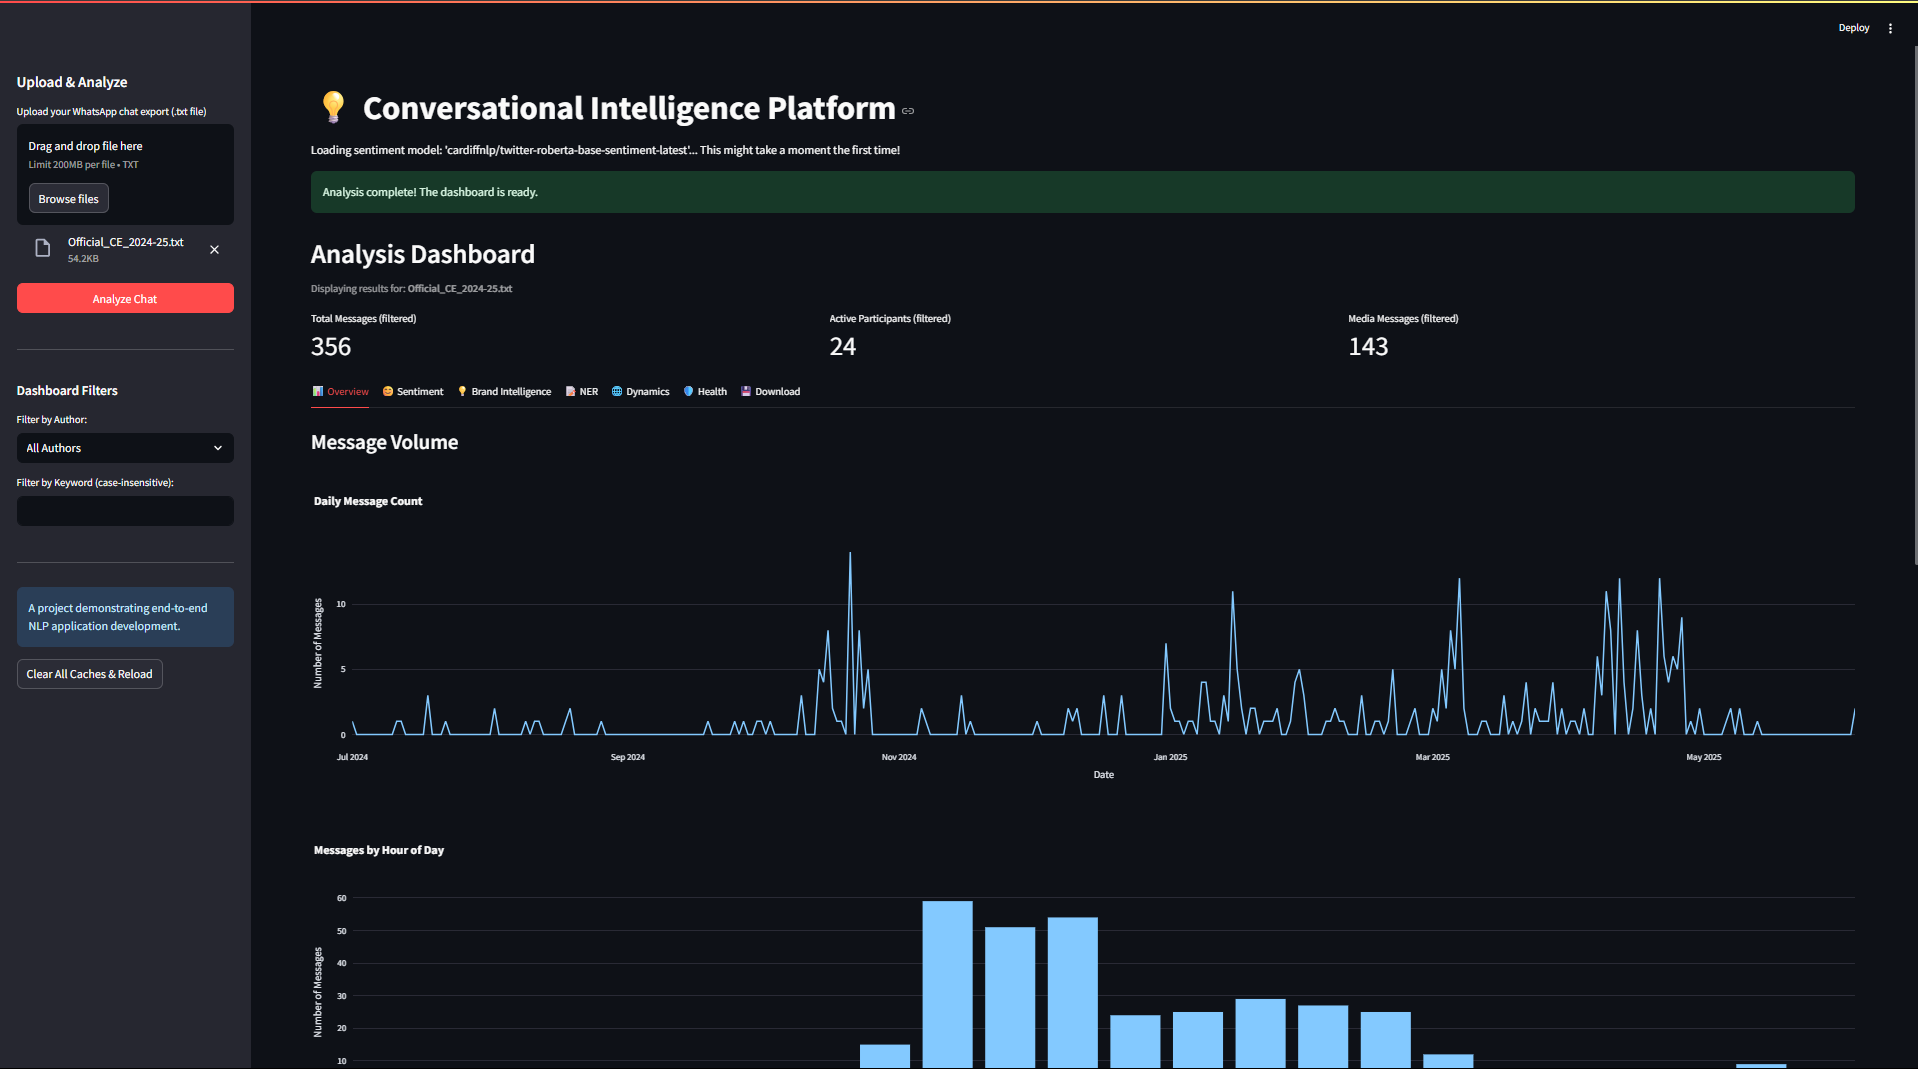 Deploy
Upload & Analyze
Upload your WhatsApp chat export (.txt file)
Drag and drop file here
Limit 200MB per file • TXT
Browse files
Official_CE_2024-25.txt
54.2KB
Analyze Chat
Dashboard Filters
Filter by Author:
All Authors
Filter by Keyword (case-insensitive):
A project demonstrating end-to-end
NLP application development.
Clear All Caches & Reload
Conversational Intelligence Platform
Loading sentiment model: 'cardiffnlp/twitter-roberta-base-sentiment-latest'... This might take a moment the first time!
Analysis complete! The dashboard is ready.
Analysis Dashboard
Displaying results for: Official_CE_2024-25.txt
Total Messages (filtered)
356
Active Participants (filtered)
24
Media Messages (filtered)
143
Overview
Sentiment
Brand Intelligence
NER
Dynamics
Health
Download
Message Volume
Daily Message Count
Number of Messages
10
5
0
Jul 2024
Sep 2024
Nov 2024
Jan 2025
Mar 2025
May 2025
Date
Messages by Hour of Day
Number of Messages
60
50
40
30
20
10